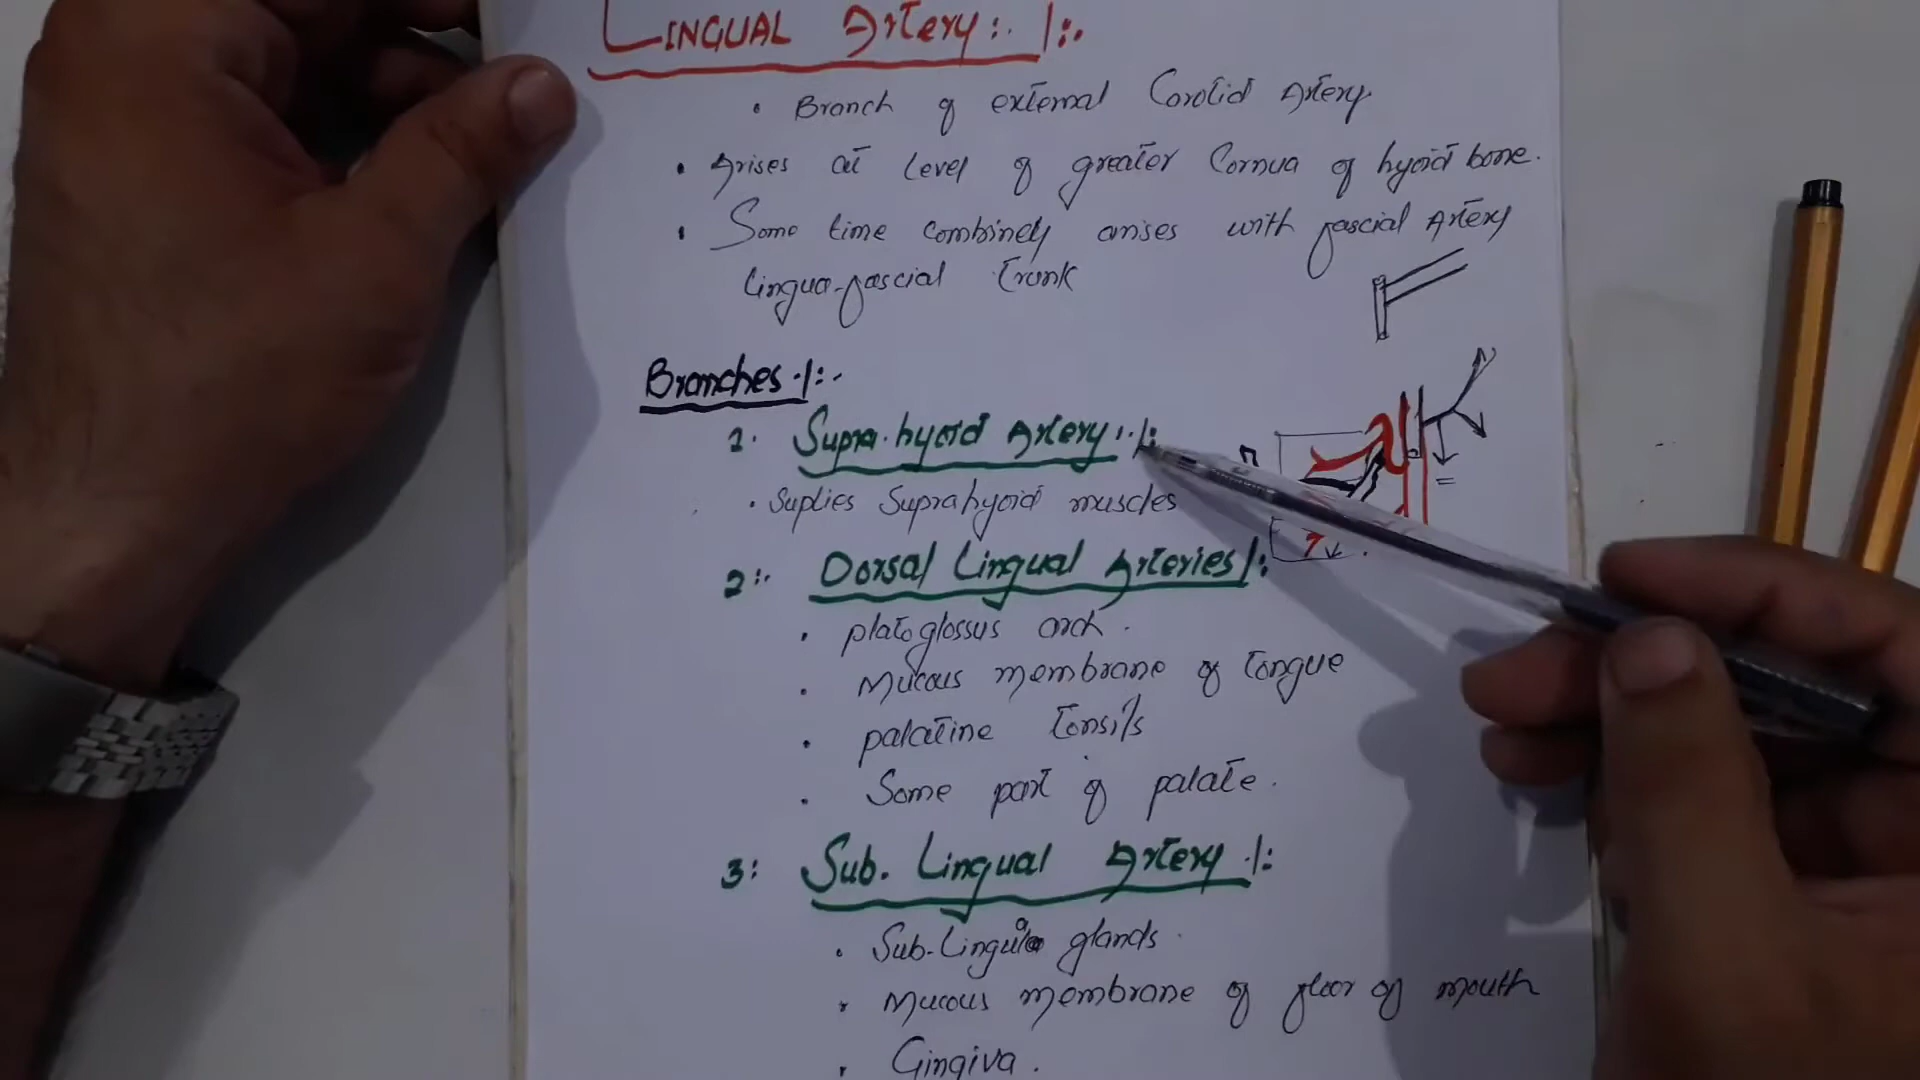 LINGUAL Artery:. |:.
• Branch of external Carotid Artery.
• Arises at Level of greater Cornua of hyoid bone.
• Some time combinely arises with fascial Artery
Lingua-fascial trunk
Branches |:-
1. Supra-hyoid Artery:. |:
• Suplies Suprahyoid muscles
2:. Dorsal Lingual Arteries |:
• platoglossus arch.
• Mucous membrane of tongue
• palatine tonsils
• Some part of palate.
3: Sub. Lingual Artery. |:
• Sub-Lingual glands
• Mucous membrane of floor of mouth
• Gingiva.